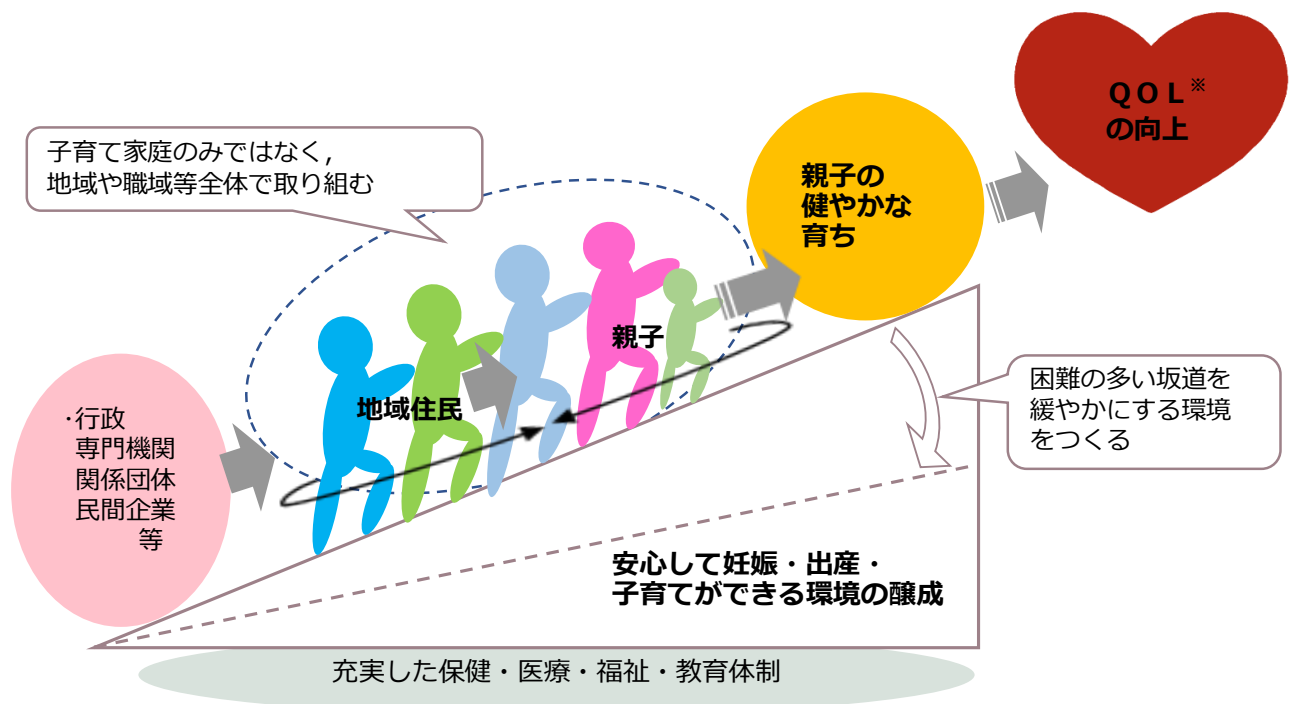 QOL※
の向上
子育て家庭のみではなく,
地域や職域等全体で取り組む
親子の
健やかな
育ち
親子
地域住民
・行政
専門機関
関係団体
民間企業
等
困難の多い坂道を
緩やかにする環境
をつくる
安心して妊娠・出産・
子育てができる環境の醸成
充実した保健・医療・福祉・教育体制